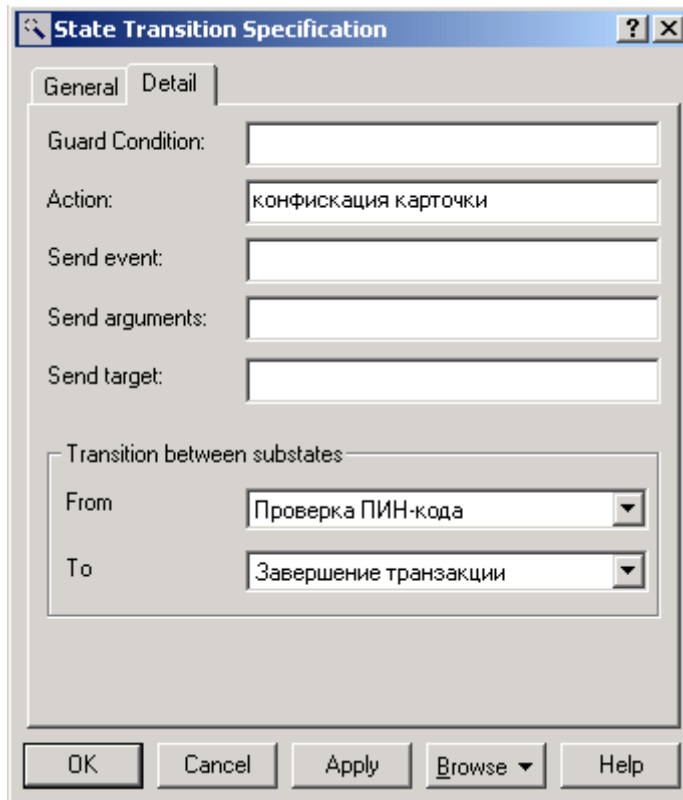 State Transition Specification
General Detail
Guard Condition:
Action: конфискация карточки
Send event:
Send arguments:
Send target:
Transition between substates
From Проверка ПИН-кода
To Завершение транзакции
OK Cancel Apply Browse Help